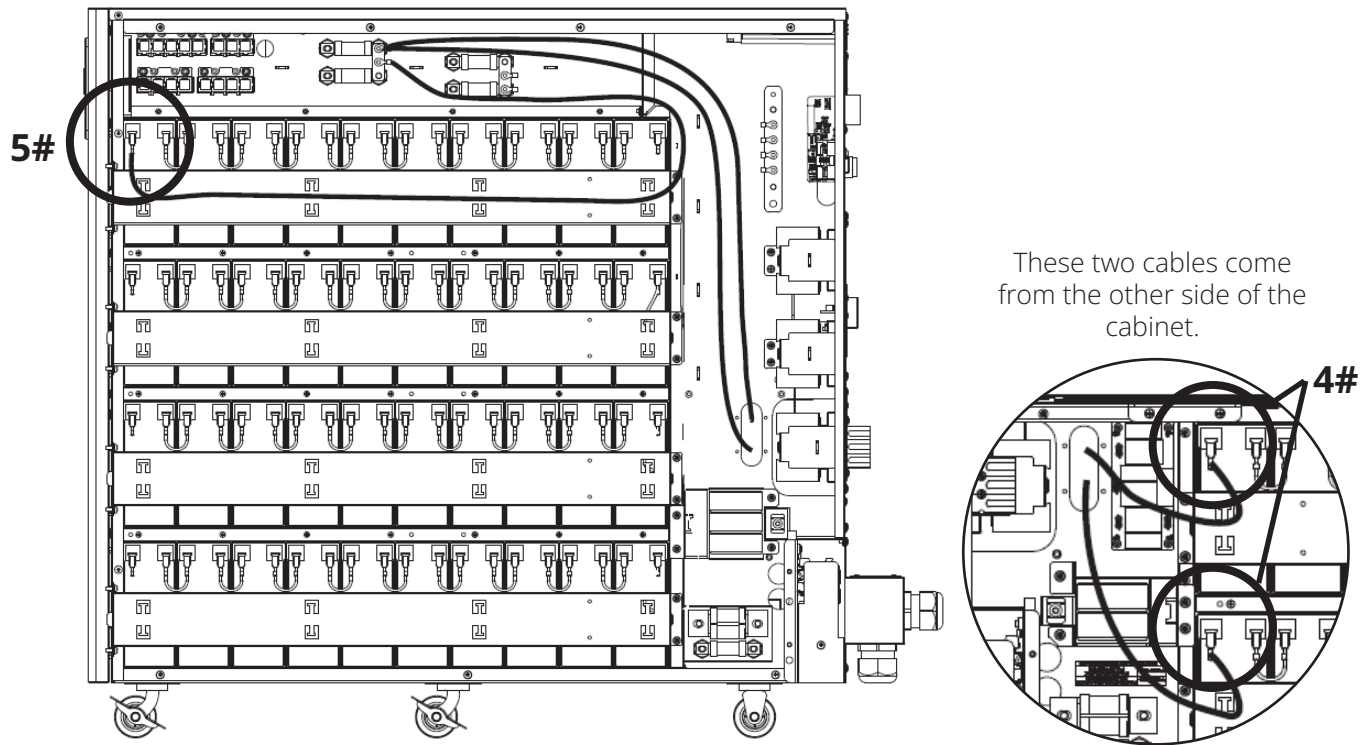 5#
These two cables come
from the other side of the
cabinet.
4#